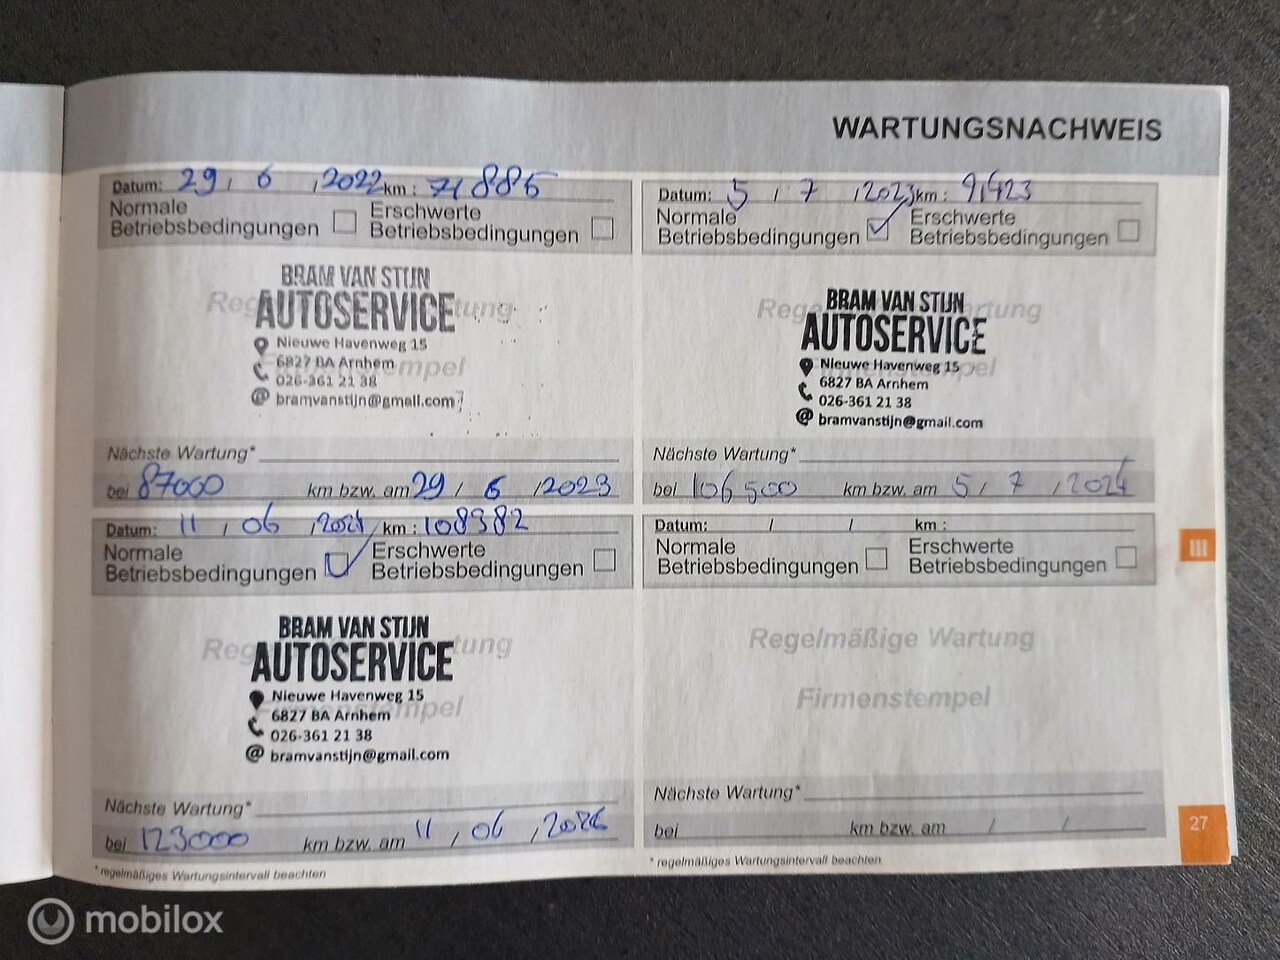 WARTUNGSNACHWEIS
Datum: 29 / 6 / 2022 km : 71885
Normale Betriebsbedingungen
Erschwerte Betriebsbedingungen
BRAM VAN STIJN
AUTOSERVICE
Nieuwe Havenweg 15
6827 BA Arnhem
026-361 21 38
@ bramvanstijn@gmail.com
Nächste Wartung*
bei 87000 km bzw. am 29 / 6 / 2023
Datum: 5 / 7 / 2023 km : 91423
Normale Betriebsbedingungen
Erschwerte Betriebsbedingungen
BRAM VAN STIJN
AUTOSERVICE
Nieuwe Havenweg 15
6827 BA Arnhem
026-361 21 38
@ bramvanstijn@gmail.com
Nächste Wartung*
bei 106500 km bzw. am 5 / 7 / 2024
Datum: 11 / 06 / km : 108382
Normale Betriebsbedingungen
Erschwerte Betriebsbedingungen
BRAM VAN STIJN
AUTOSERVICE
Nieuwe Havenweg 15
6827 BA Arnhem
026-361 21 38
@ bramvanstijn@gmail.com
Nächste Wartung*
bei 123000 km bzw. am 11 / 06 /
* regelmäßiges Wartungsintervall beachten
Datum: / / km :
Normale Betriebsbedingungen
Erschwerte Betriebsbedingungen
Regelmäßige Wartung
Firmenstempel
Nächste Wartung*
bei km bzw. am / /
* regelmäßiges Wartungsintervall beachten
III
27
mobilox